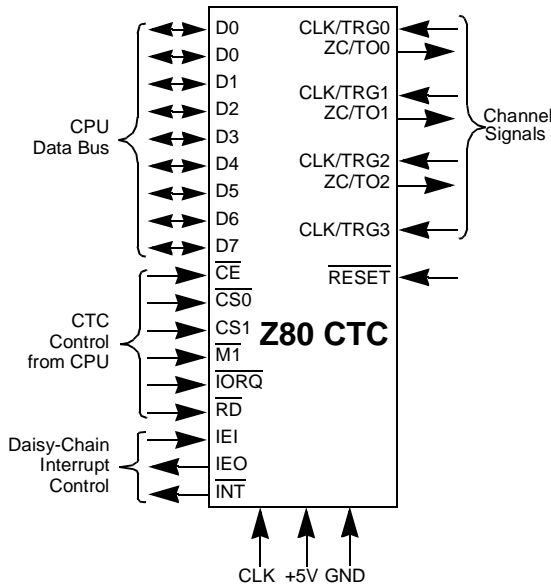 D0
D0
D1
D2
D3
D4
D5
D6
D7
CE
CS0
CS1
M1
IORQ
RD
IEI
IEO
INT
CPU
Data Bus
CTC
Control
from CPU
Daisy-Chain
Interrupt
Control
Z80 CTC
CLK/TRG0
ZC/TO0
CLK/TRG1
ZC/TO1
CLK/TRG2
ZC/TO2
CLK/TRG3
RESET
Channel
Signals
CLK +5V GND